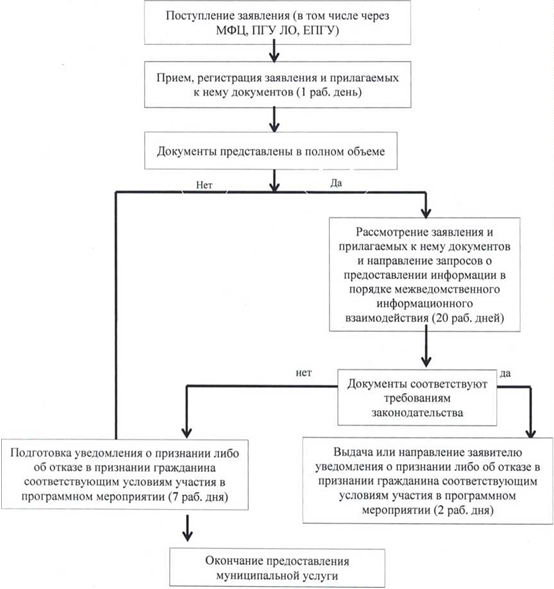 Поступление заявления (в том числе через
МФЦ, ПГУ ЛО, ЕПГУ)
Прием, регистрация заявления и прилагаемых
к нему документов (1 раб. день)
Документы представлены в полном объеме
Нет
Да
Рассмотрение заявления и
прилагаемых к нему документов
и направление запросов о
предоставлении информации в
порядке межведомственного
информационного
взаимодействия (20 раб. дней)
нет
да
Документы соответствуют
требованиям
законодательства
Подготовка уведомления о признании либо
об отказе в признании гражданина
соответствующим условиям участия в
программном мероприятии (7 раб. дня)
Выдача или направление заявителю
уведомления о признании либо об отказе в
признании гражданина соответствующим
условиям участия в программном
мероприятии (2 раб. дня)
Окончание предоставления
муниципальной услуги